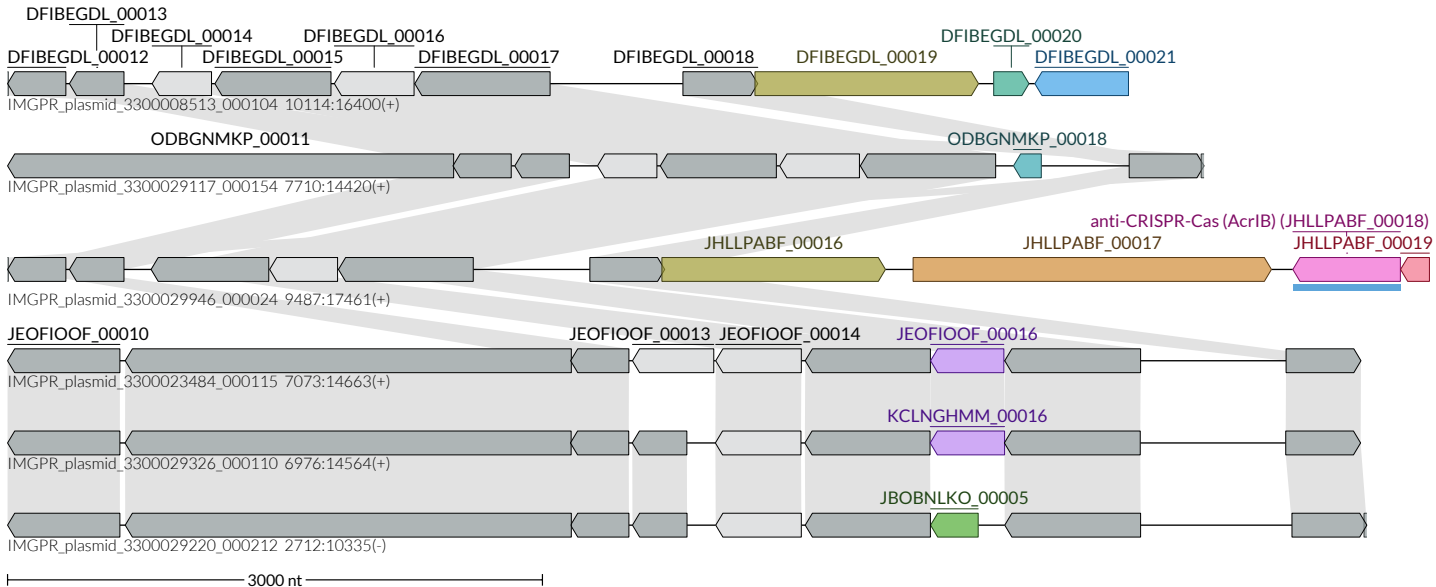 DFIBEGDL_00013
DFIBEGDL_00014 DFIBEGDL_00016 DFIBEGDL_00020
DFIBEGDL_00012 DFIBEGDL_00015 DFIBEGDL_00017 DFIBEGDL_00018 DFIBEGDL_00019 DFIBEGDL_00021
IMGPR_plasmid_3300008513_000104 10114:16400(+)
ODBGNMKP_00011 ODBGNMKP_00018
IMGPR_plasmid_3300029117_000154 7710:14420(+)
anti-CRISPR-Cas (AcrIB) (JHLLPABF_00018)
JHLLPABF_00016 JHLLPABF_00017 JHLLPABF_00019
IMGPR_plasmid_3300029946_000024 9487:17461(+)
JEOFIOOF_00010 JEOFIOOF_00013 JEOFIOOF_00014 JEOFIOOF_00016
IMGPR_plasmid_3300023484_000115 7073:14663(+)
KCLNGHMM_00016
IMGPR_plasmid_3300029326_000110 6976:14564(+)
JBOBNLKO_00005
IMGPR_plasmid_3300029220_000212 2712:10335(-)
3000 nt